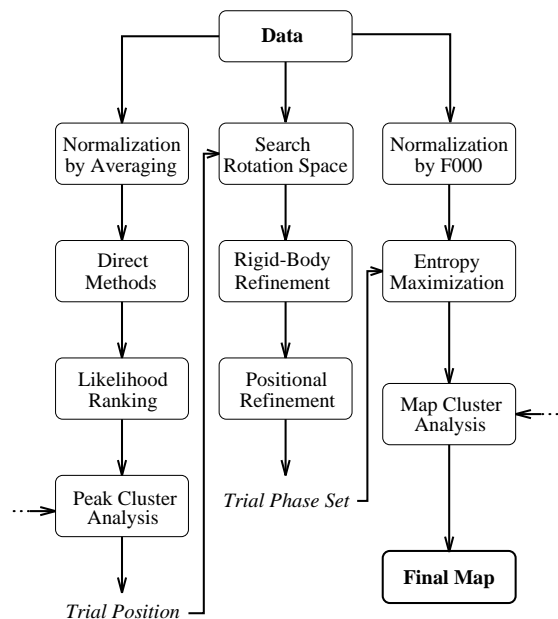 Data
Normalization
by Averaging
Direct
Methods
Likelihood
Ranking
Peak Cluster
Analysis
Trial Position
Search
Rotation Space
Rigid-Body
Refinement
Positional
Refinement
Trial Phase Set
Normalization
by F000
Entropy
Maximization
Map Cluster
Analysis
Final Map